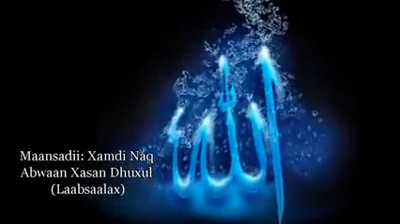 الله
Maansadii: Xamdi Naq
Abwaan Xasan Dhuxul
(Laabsaalax)